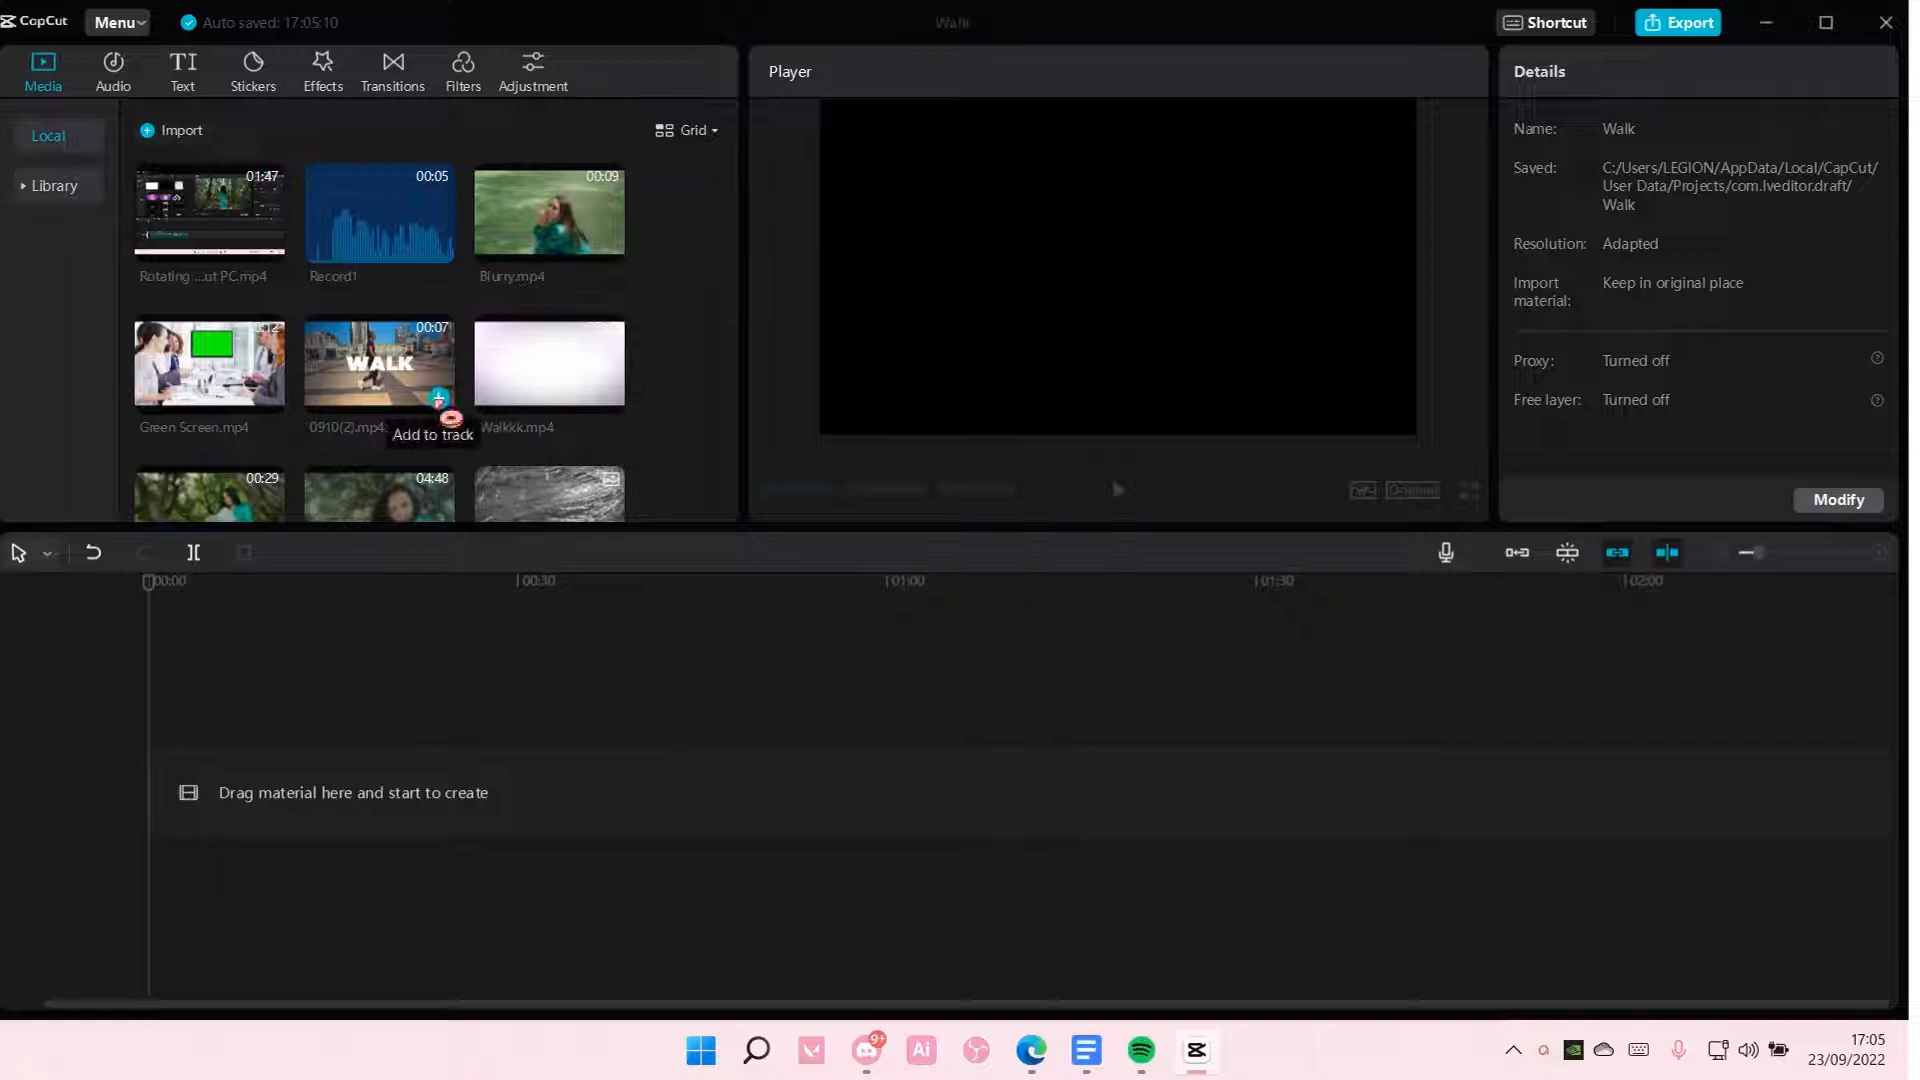 CapCut
Menu
Auto saved: 17:05:10
Walk
Shortcut
Export
Media
Audio
TI
Text
Stickers
Effects
Transitions
Filters
Adjustment
Player
Details
Local
Library
Import
Grid
01:47
00:05
00:09
Rotating ...ut PC.mp4
Record1
Blurry.mp4
00:07
WALK
Green Screen.mp4
0910(2).mp4
Walkkk.mp4
Add to track
00:29
04:48
Name: Walk
Saved: C:/Users/LEGION/AppData/Local/CapCut/
User Data/Projects/com.lveditor.draft/
Walk
Resolution: Adapted
Import material: Keep in original place
Proxy: Turned off
Free layer: Turned off
Modify
00:00
00:30
01:00
01:30
02:00
Drag material here and start to create
9+
Ai
17:05
23/09/2022